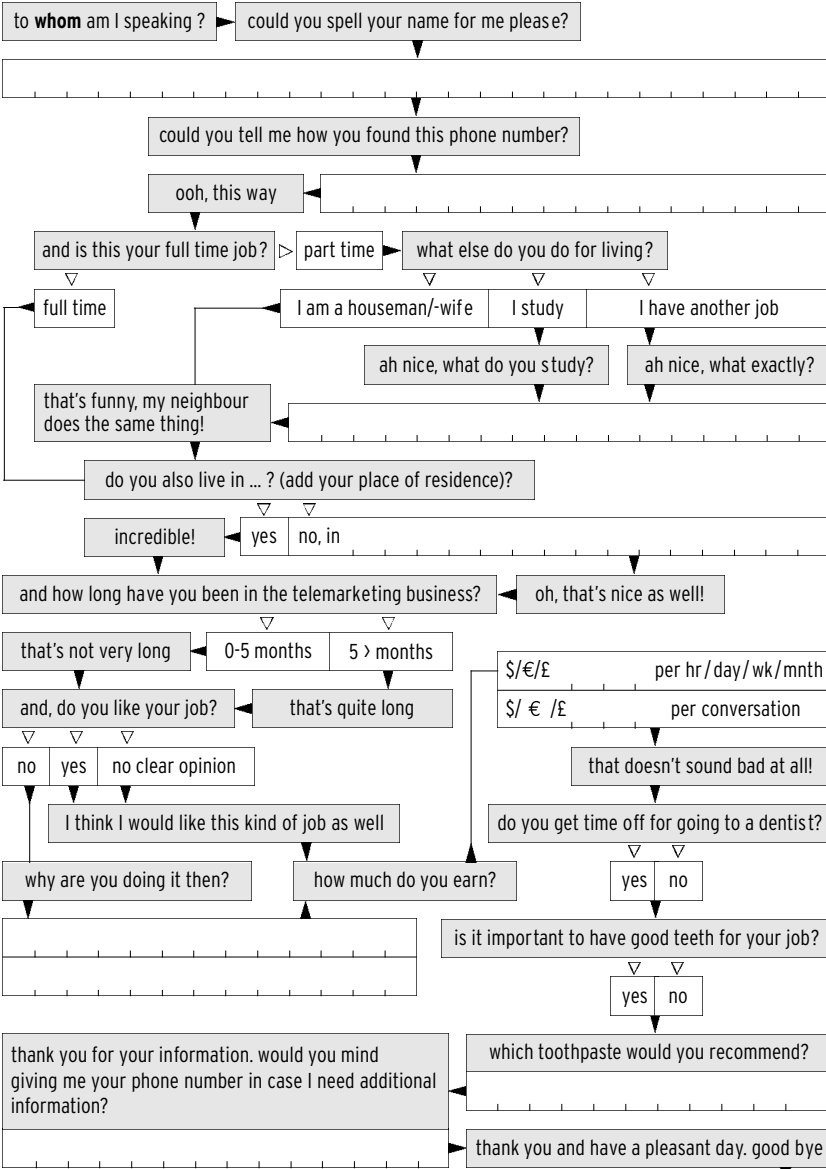 to whom am I speaking ?
could you spell your name for me please?
could you tell me how you found this phone number?
ooh, this way
and is this your full time job?
part time
what else do you do for living?
full time
I am a houseman/-wife
I study
I have another job
ah nice, what do you study?
ah nice, what exactly?
that's funny, my neighbour
does the same thing!
do you also live in ... ? (add your place of residence)?
incredible!
yes
no, in
and how long have you been in the telemarketing business?
oh, that's nice as well!
that's not very long
0-5 months
5 > months
$/€/£ per hr/day/wk/mnth
and, do you like your job?
that's quite long
$/ € /£ per conversation
no
yes
no clear opinion
that doesn't sound bad at all!
I think I would like this kind of job as well
do you get time off for going to a dentist?
why are you doing it then?
how much do you earn?
yes
no
is it important to have good teeth for your job?
yes
no
which toothpaste would you recommend?
thank you for your information. would you mind
giving me your phone number in case I need additional
information?
thank you and have a pleasant day. good bye